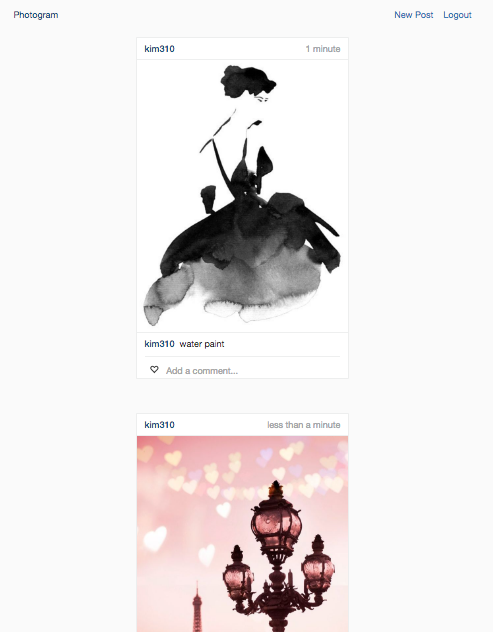 Photogram New Post Logout
kim310 1 minute
kim310 water paint
Add a comment...
kim310 less than a minute